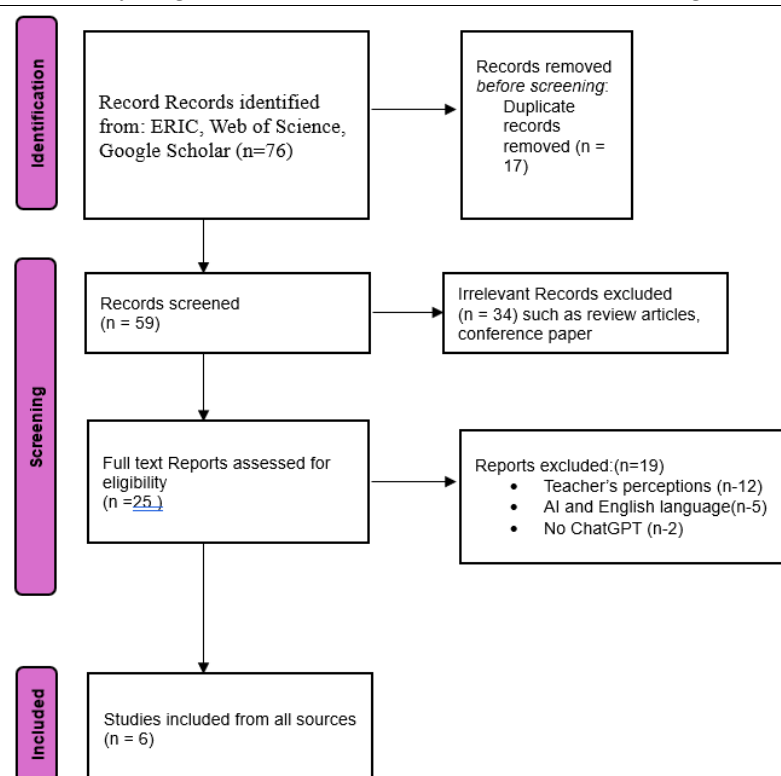 Identification
Record Records identified
from: ERIC, Web of Science,
Google Scholar (n=76)
Records removed
before screening:
Duplicate
records
removed (n =
17)
Screening
Records screened
(n = 59)
Irrelevant Records excluded
(n = 34) such as review articles,
conference paper
Full text Reports assessed for
eligibility
(n =25 )
Reports excluded:(n=19)
• Teacher's perceptions (n-12)
• AI and English language(n-5)
• No ChatGPT (n-2)
Included
Studies included from all sources
(n = 6)